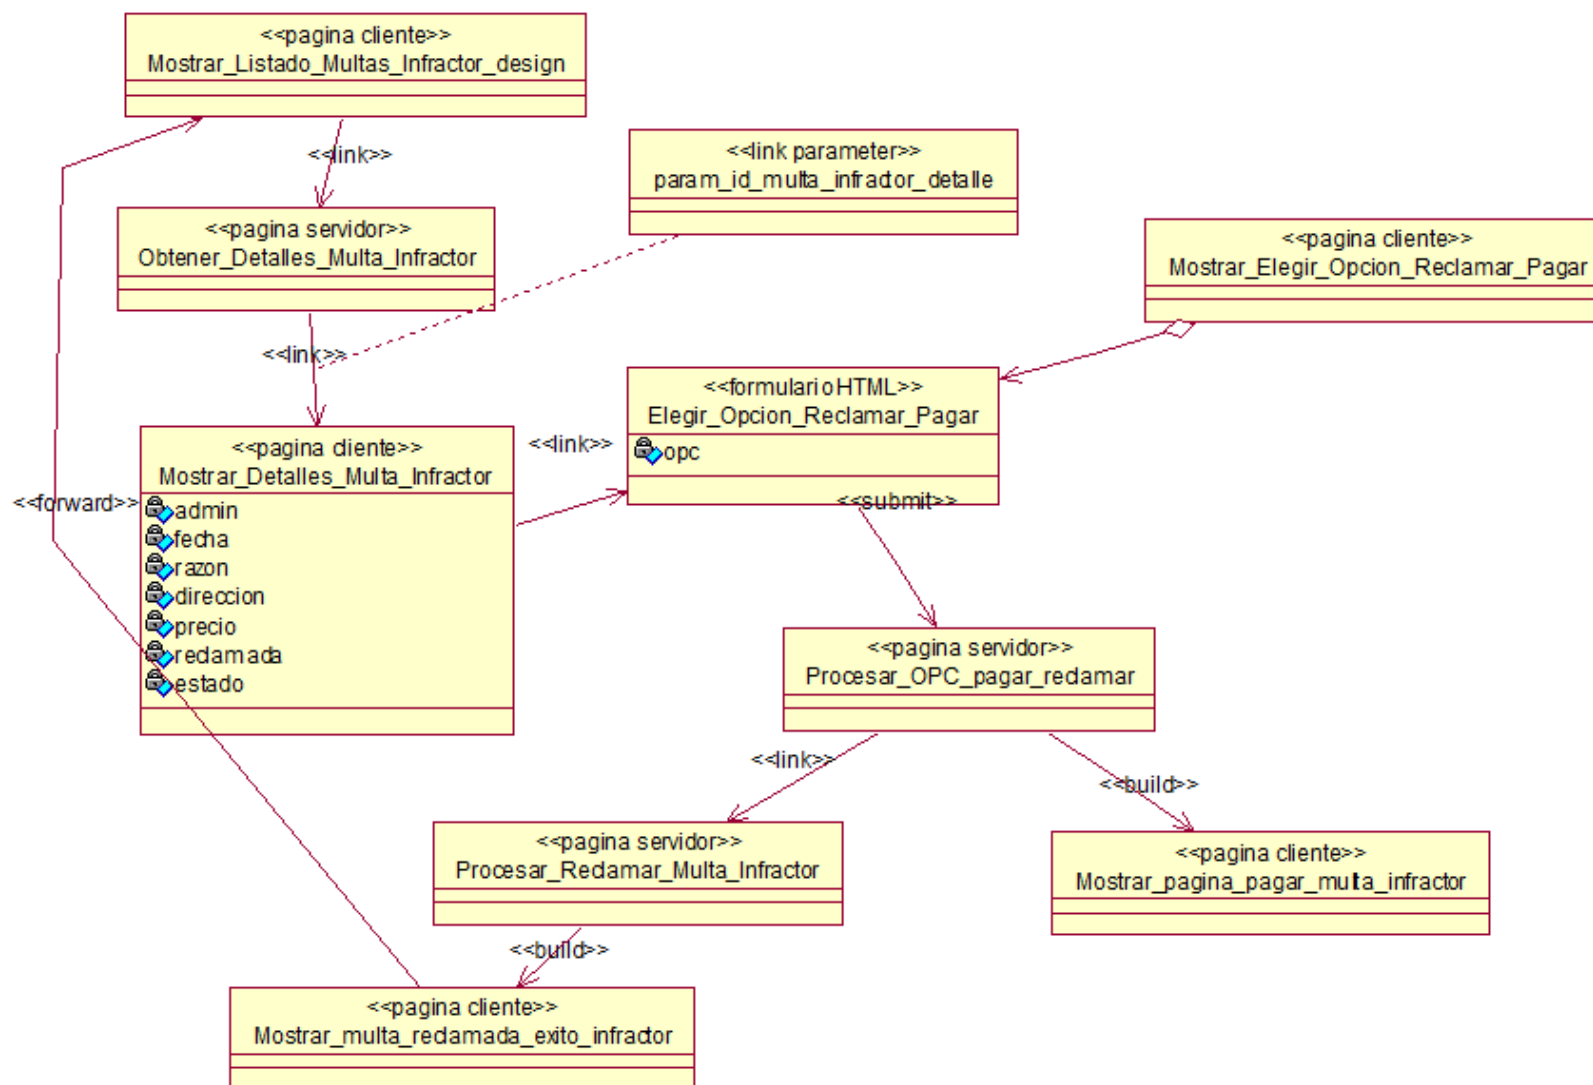 <<pagina cliente>>
Mostrar_Listado_Multas_Infractor_design
<<link>>
<<link parameter>>
param_id_multa_infractor_detalle
<<pagina servidor>>
Obtener_Detalles_Multa_Infractor
<<pagina cliente>>
Mostrar_Elegir_Opcion_Reclamar_Pagar
<<link>>
<<formularioHTML>>
Elegir_Opcion_Reclamar_Pagar
opc
<<link>>
<<pagina cliente>>
Mostrar_Detalles_Multa_Infractor
admin
fecha
razon
direccion
precio
reclamada
estado
<<forward>>
<<submit>>
<<pagina servidor>>
Procesar_OPC_pagar_reclamar
<<link>>
<<build>>
<<pagina servidor>>
Procesar_Reclamar_Multa_Infractor
<<pagina cliente>>
Mostrar_pagina_pagar_multa_infractor
<<build>>
<<pagina cliente>>
Mostrar_multa_reclamada_exito_infractor